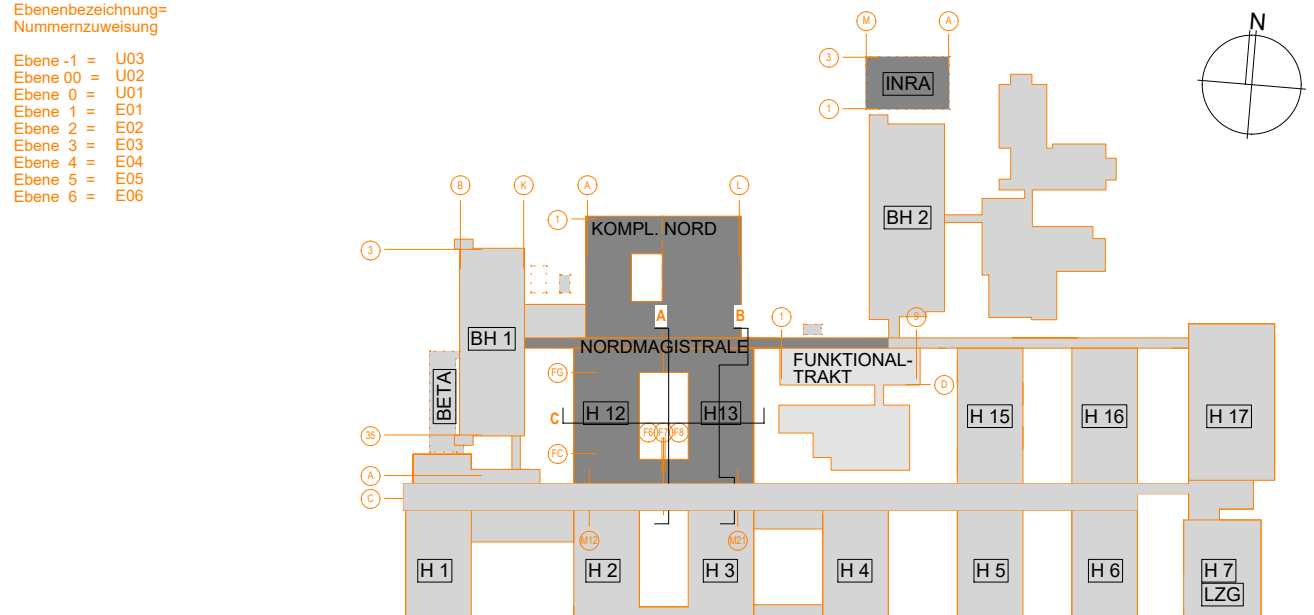 Ebenenbezeichnung=
Nummernzuweisung
Ebene -1 = U03
Ebene 00 = U02
Ebene 0 = U01
Ebene 1 = E01
Ebene 2 = E02
Ebene 3 = E03
Ebene 4 = E04
Ebene 5 = E05
Ebene 6 = E06
N
M A
3
INRA
1
B K A L
1
KOMPL. NORD
BH 2
3
A B 1 9
BH 1
NORDMAGISTRALE
FUNKTIONAL-
TRAKT
FG
D
BETA
C
H 12 H13 H 15 H 16 H 17
35
F6 F7 F8
FC
A
C
M12 M21
H 1 H 2 H 3 H 4 H 5 H 6 H 7
LZG